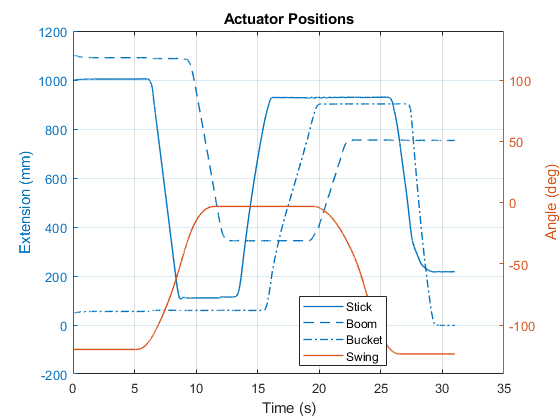 Actuator Positions
1200
1000
800
600
400
200
0
-200
Extension (mm)
100
50
0
-50
-100
Angle (deg)
0
5
10
15
20
25
30
35
Time (s)
Stick
Boom
Bucket
Swing